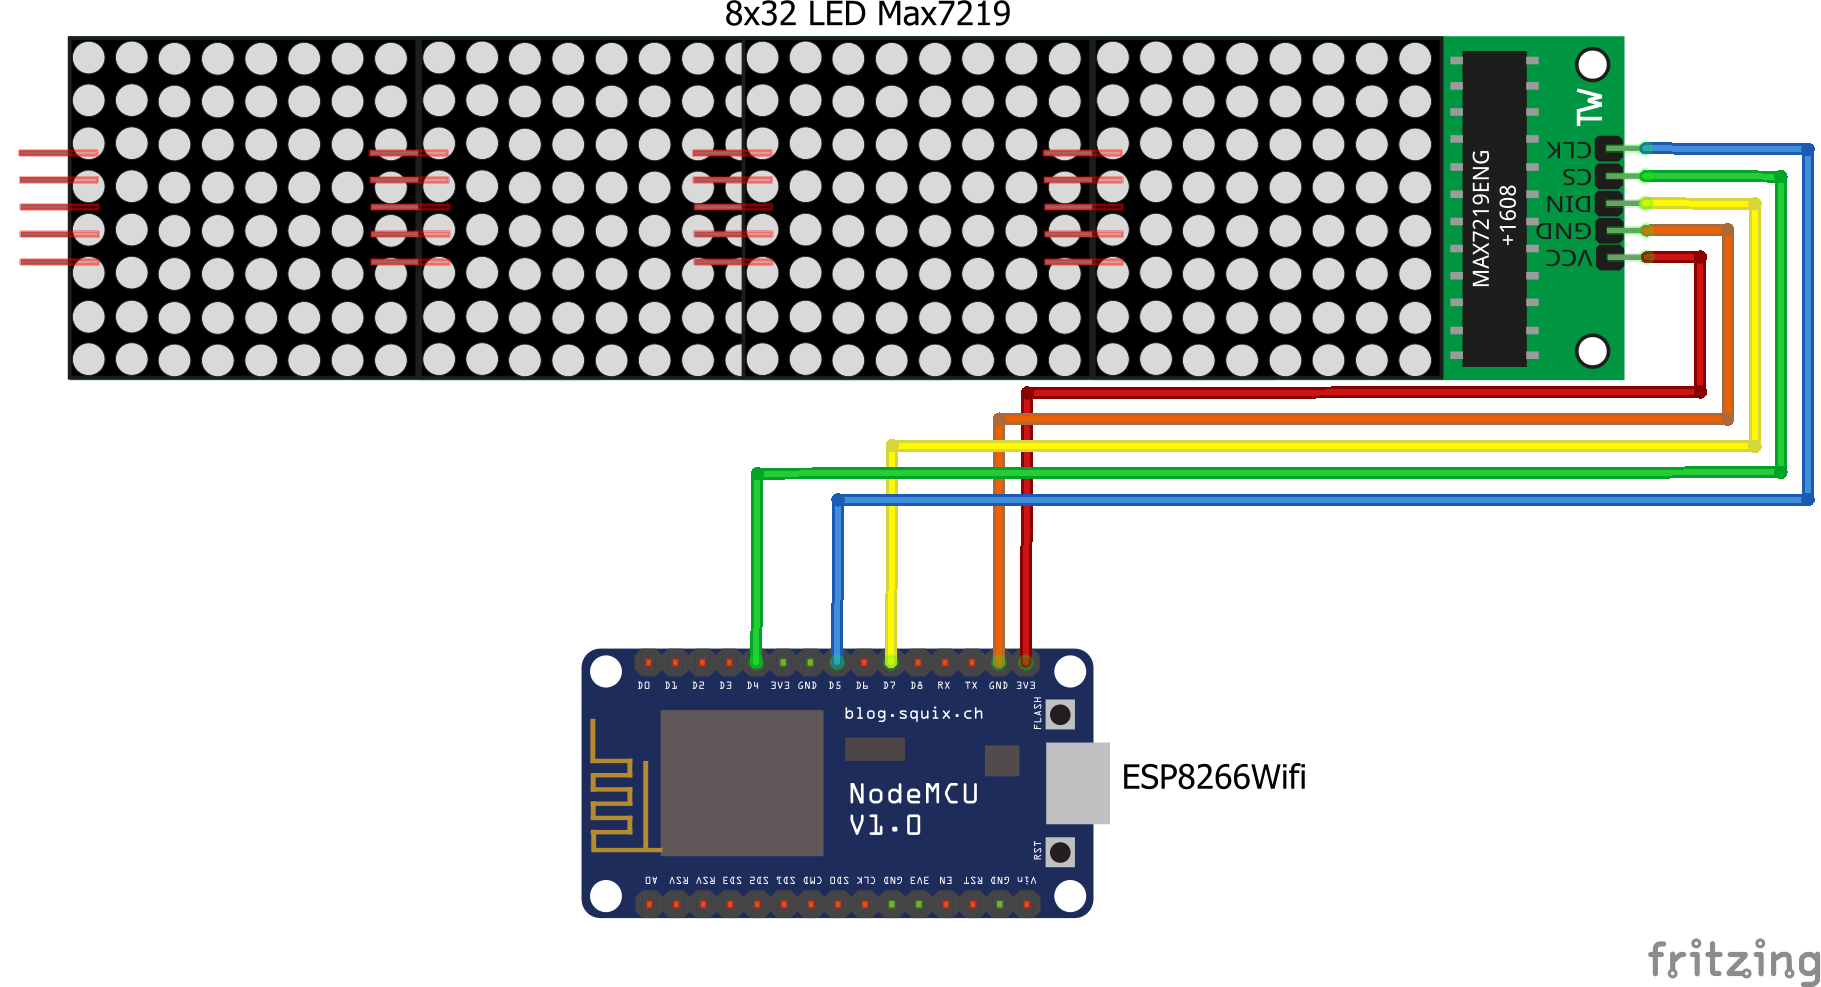 8x32 LED Max7219
TW
CLK
CS
DIN
GND
VCC
MAX7219ENG
+1608
D0 D1 D2 D3 D4 3V3 GND D5 D6 D7 D8 RX TX GND 3V3
blog.squix.ch
FLASH
NodeMCU
V1.0
ESP8266Wifi
RST
A0 RSV RSV SD3 SD2 SD1 CMD SD0 CLK GND 3V3 EN RST GND Vin
fritzing